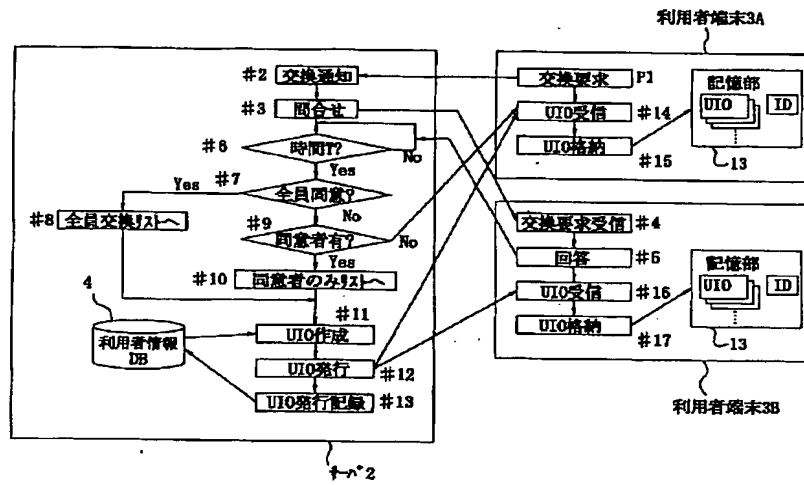 利用者端末3A
#2 交換通知
#3 問合せ
#6 時間T?
No
Yes
#7 全員同意?
Yes
No
#8 全員交換リストへ
#9 同意者有?
No
Yes
#10 同意者のみリストへ
4
利用者情報
DB
#11
UIO作成
UIO発行 #12
UIO発行記録 #13
サーバ2
交換要求 P1
UIO受信 #14
UIO格納 #15
記憶部
UIO
ID
13
交換要求受信 #4
回答 #5
UIO受信 #16
UIO格納 #17
記憶部
UIO
ID
13
利用者端末3B